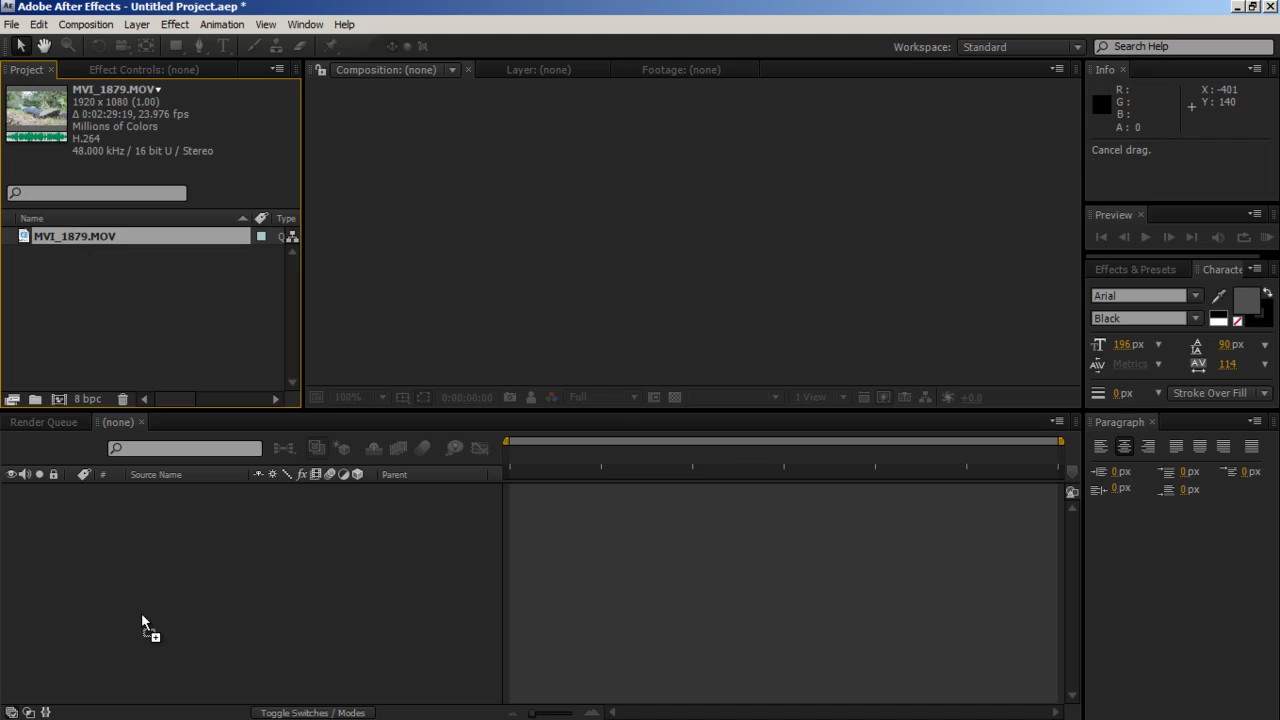 Adobe After Effects - Untitled Project.aep *
File Edit Composition Layer Effect Animation View Window Help
Workspace: Standard Search Help
Project Effect Controls: (none) Composition: (none) Layer: (none) Footage: (none) Info
MVI_1879.MOV
1920 x 1080 (1.00)
Δ 0:02:29:19, 23.976 fps
Millions of Colors
H.264
48.000 kHz / 16 bit U / Stereo
R :
G :
B :
A : 0
X : -401
Y : 140
Cancel drag.
Preview
Name Type
MVI_1879.MOV
Effects & Presets Characte
Arial
Black
196 px 90 px
Metrics 114
0 px Stroke Over Fill
8 bpc 100% 0:00:00:00 Full 1 View +0.0
Render Queue (none) Paragraph
# Source Name Parent
0 px 0 px 0 px
0 px 0 px
Toggle Switches / Modes